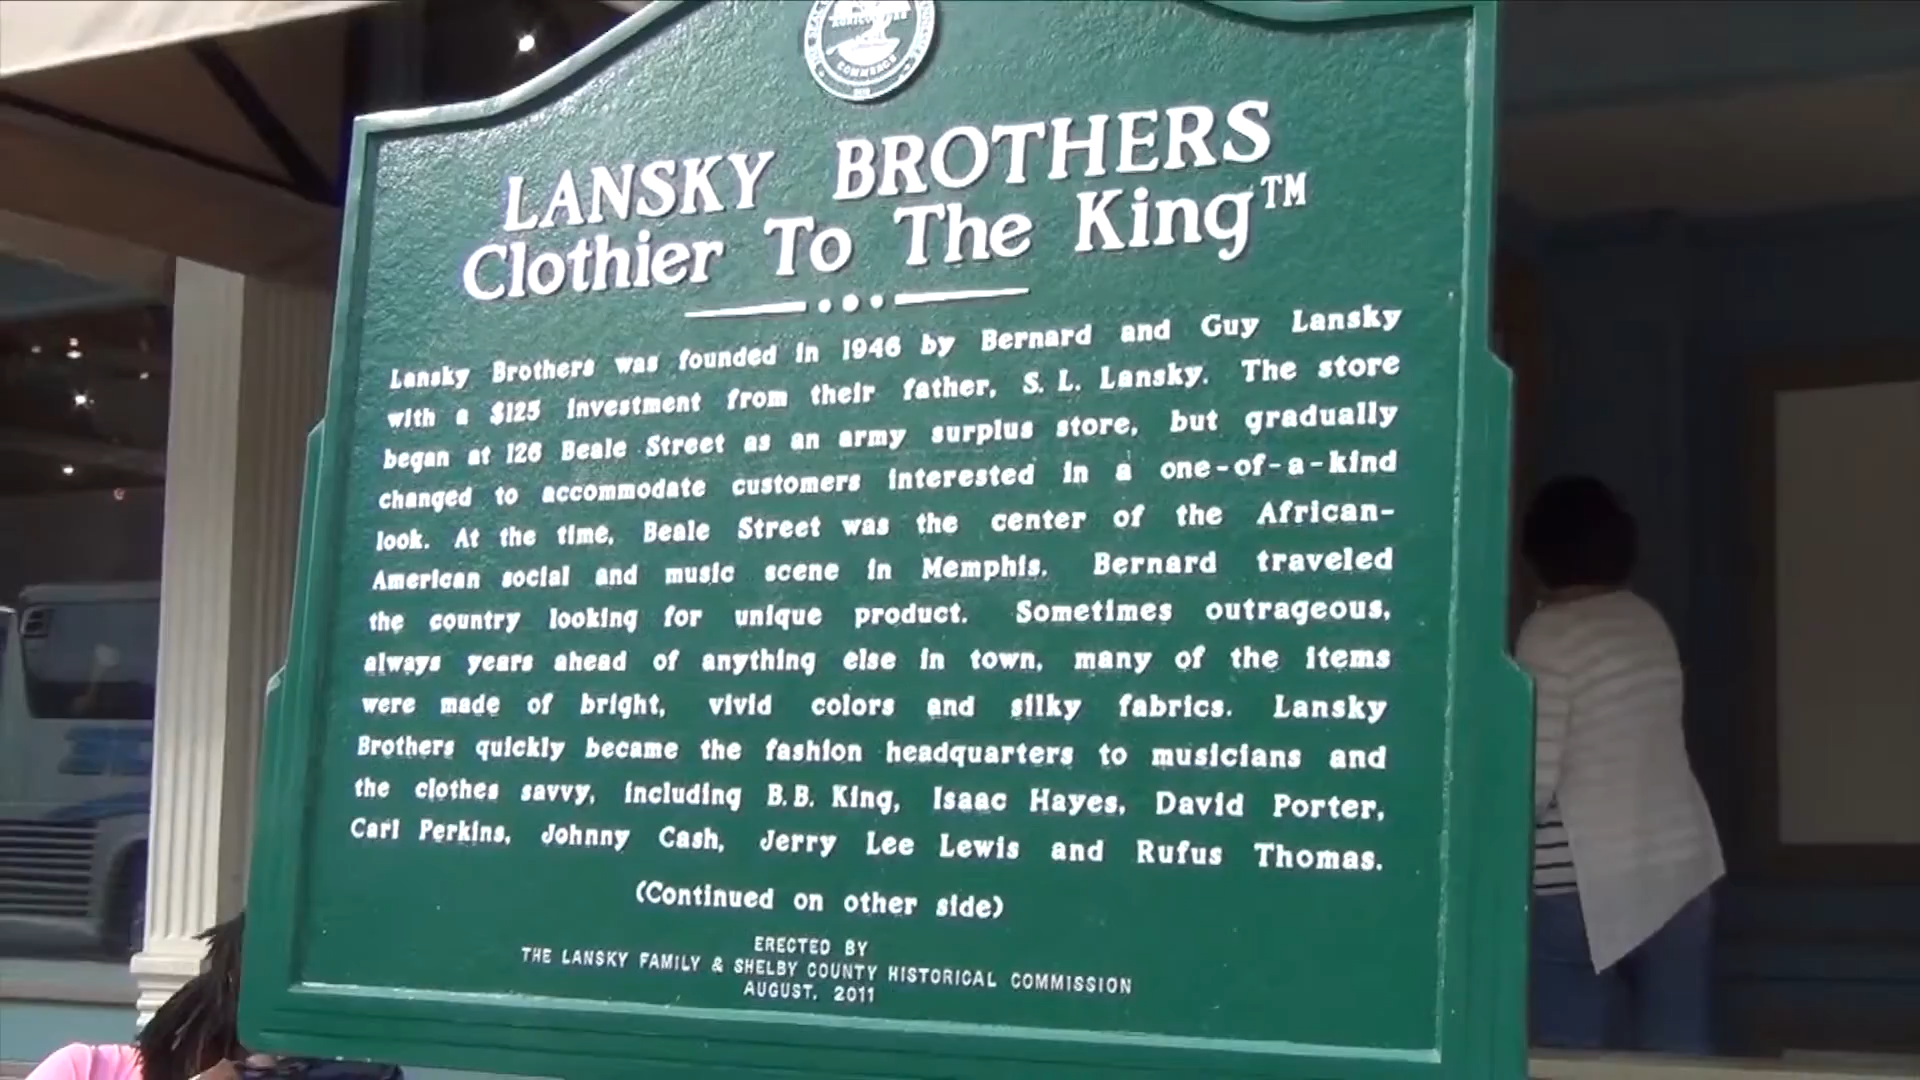 AGRICULTURE
COMMERCE
LANSKY BROTHERS
Clothier To The King™
Lansky Brothers was founded in 1946 by Bernard and Guy Lansky
with a $125 investment from their father, S. L. Lansky. The store
began at 126 Beale Street as an army surplus store, but gradually
changed to accommodate customers interested in a one-of-a-kind
look. At the time, Beale Street was the center of the African-
American social and music scene in Memphis. Bernard traveled
the country looking for unique product. Sometimes outrageous,
always years ahead of anything else in town, many of the items
were made of bright, vivid colors and silky fabrics. Lansky
Brothers quickly became the fashion headquarters to musicians and
the clothes savvy, including B.B. King, Isaac Hayes, David Porter,
Carl Perkins, Johnny Cash, Jerry Lee Lewis and Rufus Thomas.
(Continued on other side)
ERECTED BY
THE LANSKY FAMILY & SHELBY COUNTY HISTORICAL COMMISSION
AUGUST, 2011